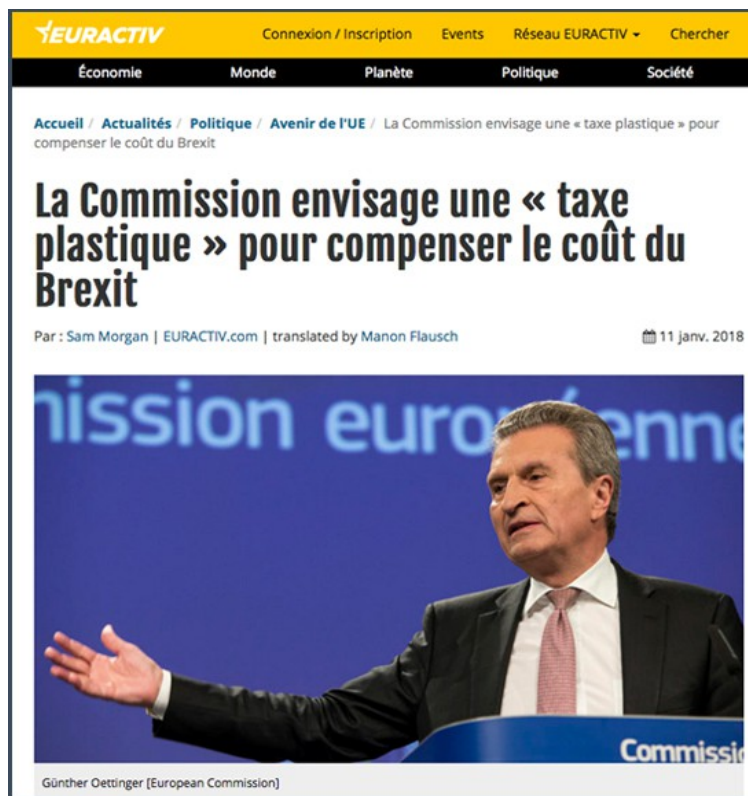 EURACTIV
Connexion / Inscription Events Réseau EURACTIV Chercher
Économie Monde Planète Politique Société
Accueil / Actualités / Politique / Avenir de l'UE / La Commission envisage une « taxe plastique » pour
compenser le coût du Brexit
La Commission envisage une « taxe
plastique » pour compenser le coût du
Brexit
Par : Sam Morgan | EURACTIV.com | translated by Manon Flausch 11 janv. 2018
mission européenne
Commissio
Günther Oettinger [European Commission]